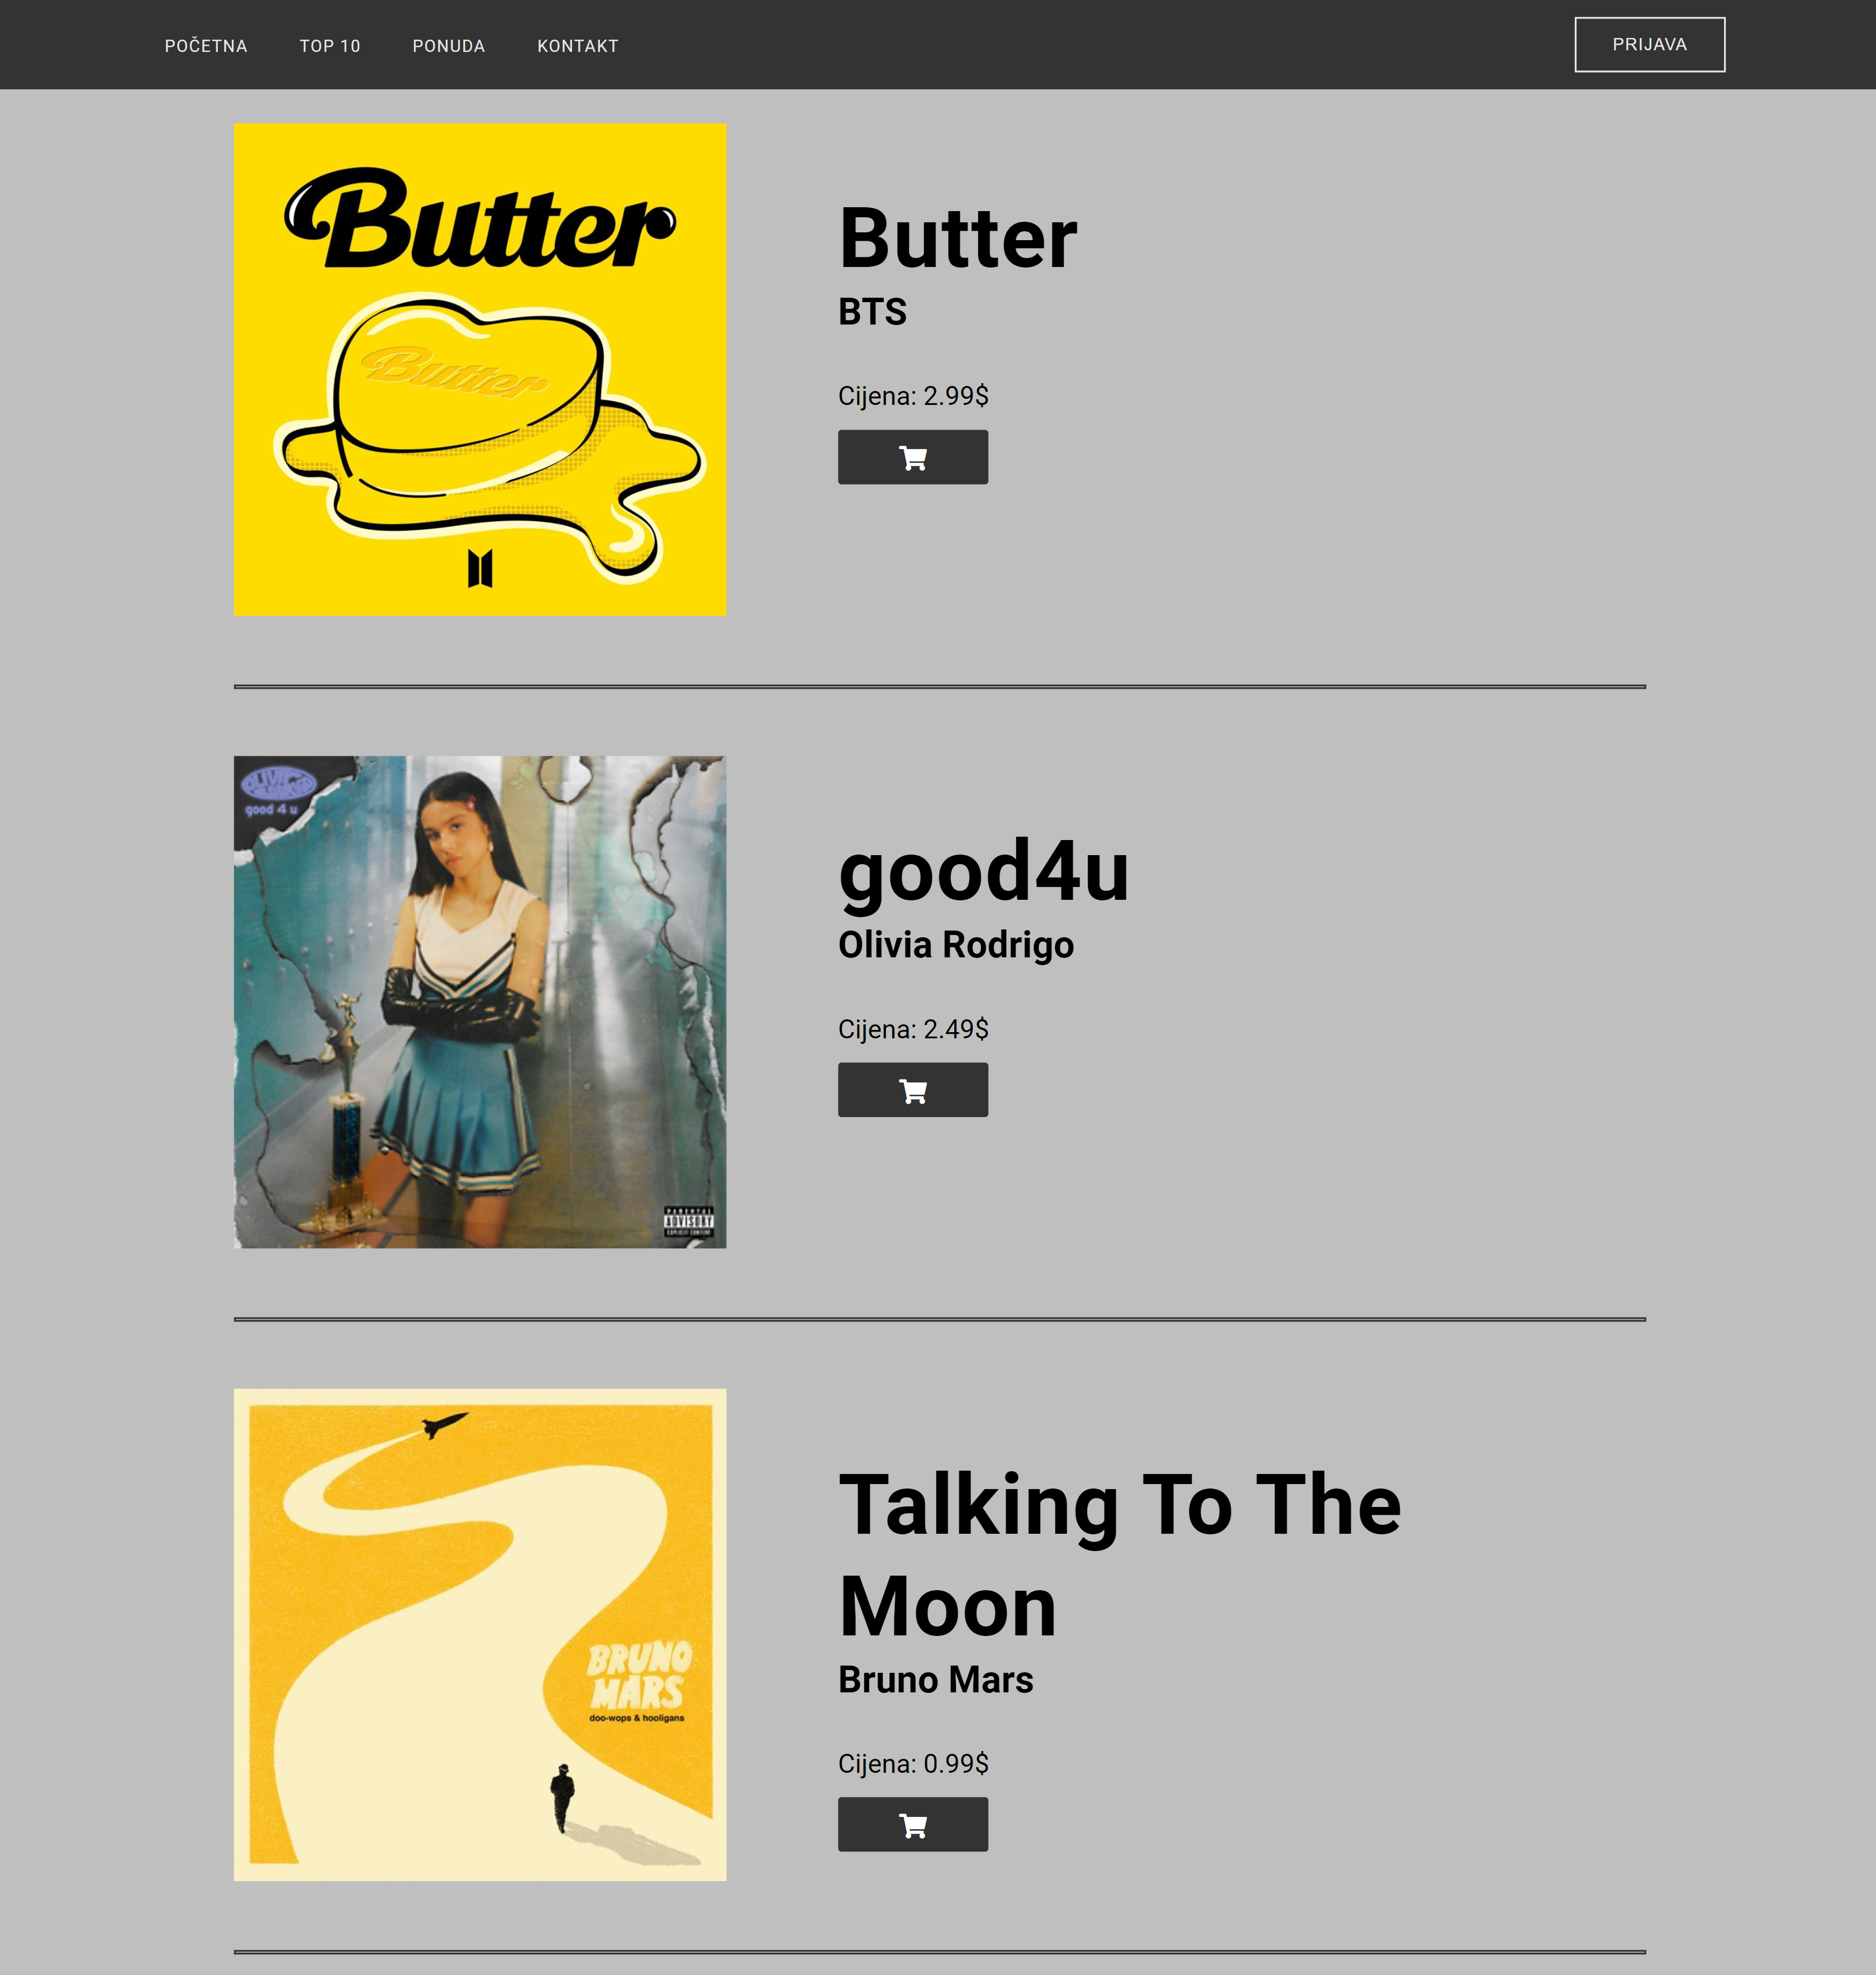 POČETNA
TOP 10
PONUDA
KONTAKT
PRIJAVA
Butter
Butter
Butter
BTS
Cijena: 2.99$
good 4 u
PARENTAL
ADVISORY
EXPLICIT CONTENT
good4u
Olivia Rodrigo
Cijena: 2.49$
BRUNO
MARS
doo-wops & hooligans
Talking To The
Moon
Bruno Mars
Cijena: 0.99$